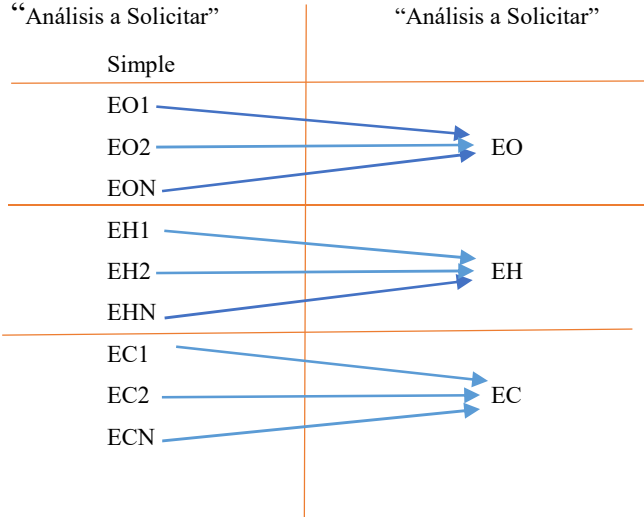 “Análisis a Solicitar” “Análisis a Solicitar”
Simple
EO1
EO2 EO
EON
EH1
EH2 EH
EHN
EC1
EC2 EC
ECN